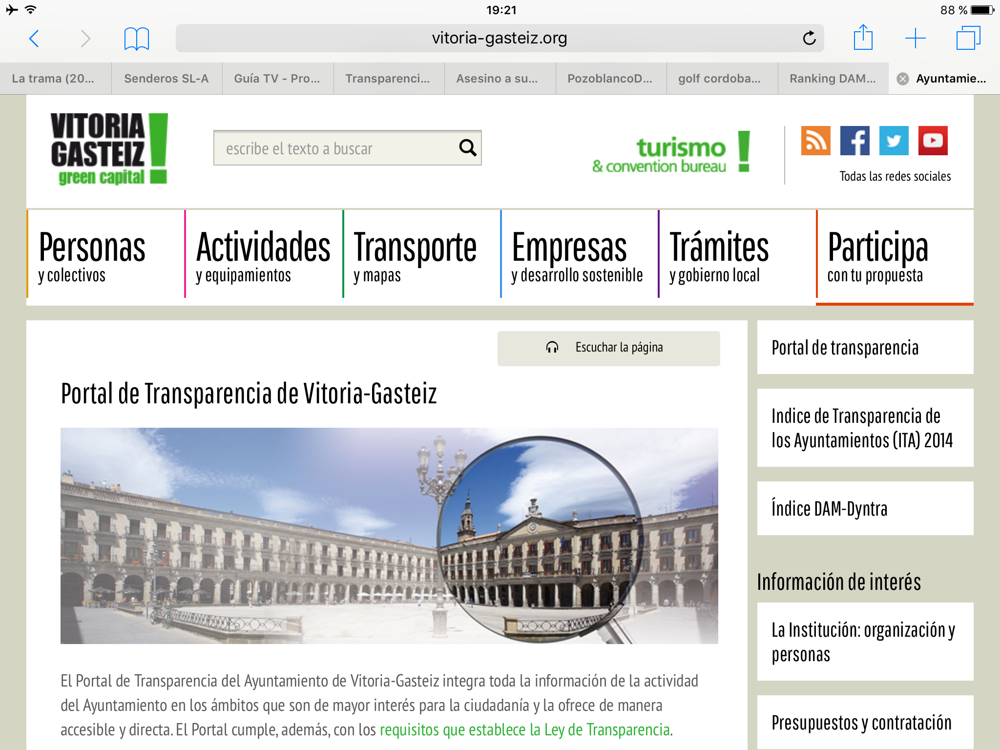 19:21
88 %
vitoria-gasteiz.org
La trama (20...
Senderos SL-A
Guía TV - Pro...
Transparenci...
Asesino a su...
PozoblancoD...
golf cordoba...
Ranking DAM...
Ayuntamie...
VITORIA
GASTEIZ
green capital
escribe el texto a buscar
turismo
& convention bureau
Todas las redes sociales
Personas
y colectivos
Actividades
y equipamientos
Transporte
y mapas
Empresas
y desarrollo sostenible
Trámites
y gobierno local
Participa
con tu propuesta
Escuchar la página
Portal de Transparencia de Vitoria-Gasteiz
El Portal de Transparencia del Ayuntamiento de Vitoria-Gasteiz integra toda la información de la actividad
del Ayuntamiento en los ámbitos que son de mayor interés para la ciudadanía y la ofrece de manera
accesible y directa. El Portal cumple, además, con los requisitos que establece la Ley de Transparencia.
Portal de transparencia
Indice de Transparencia de
los Ayuntamientos (ITA) 2014
Índice DAM-Dyntra
Información de interés
La Institución: organización y
personas
Presupuestos y contratación